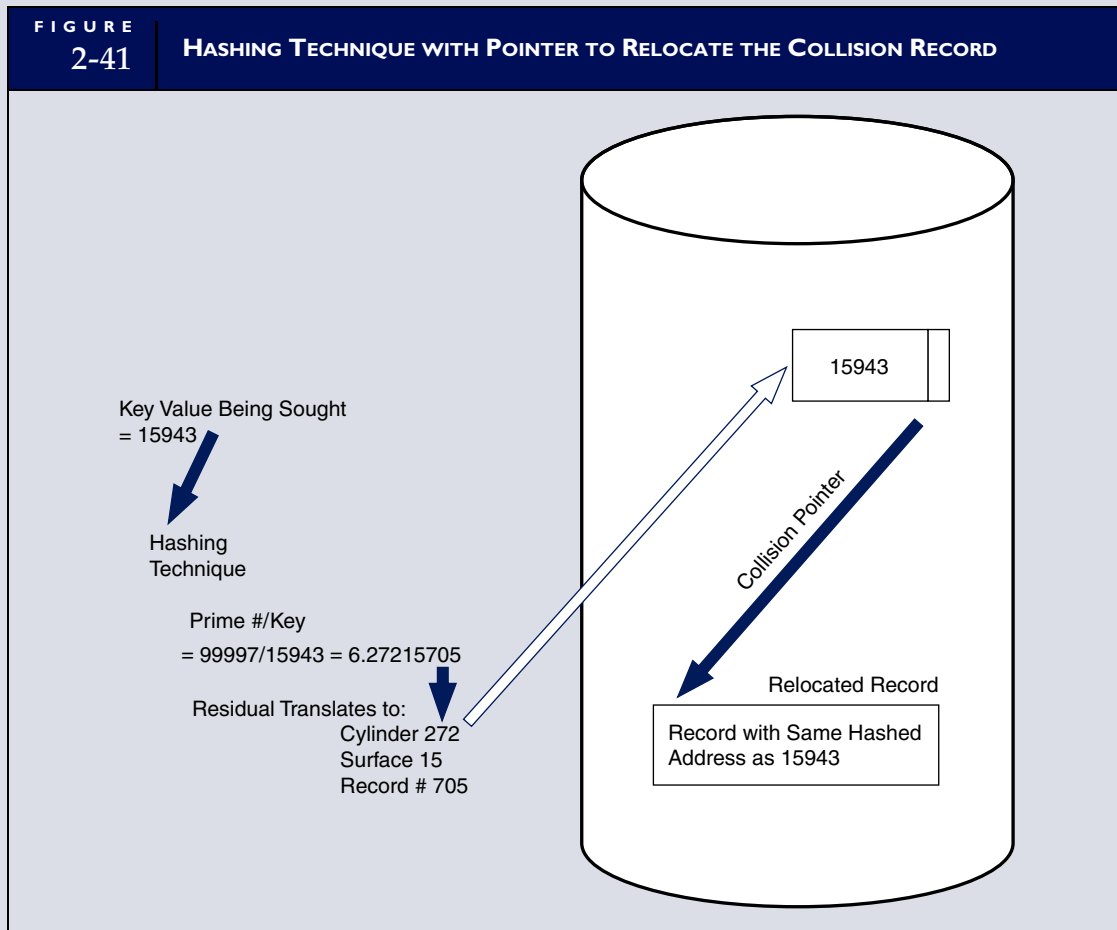 FIGURE
2-41
HASHING TECHNIQUE WITH POINTER TO RELOCATE THE COLLISION RECORD
15943
Key Value Being Sought
= 15943
Hashing
Technique
Collision Pointer
Prime #/Key
= 99997/15943 = 6.27215705
Residual Translates to:
Cylinder 272
Surface 15
Record # 705
Relocated Record
Record with Same Hashed
Address as 15943